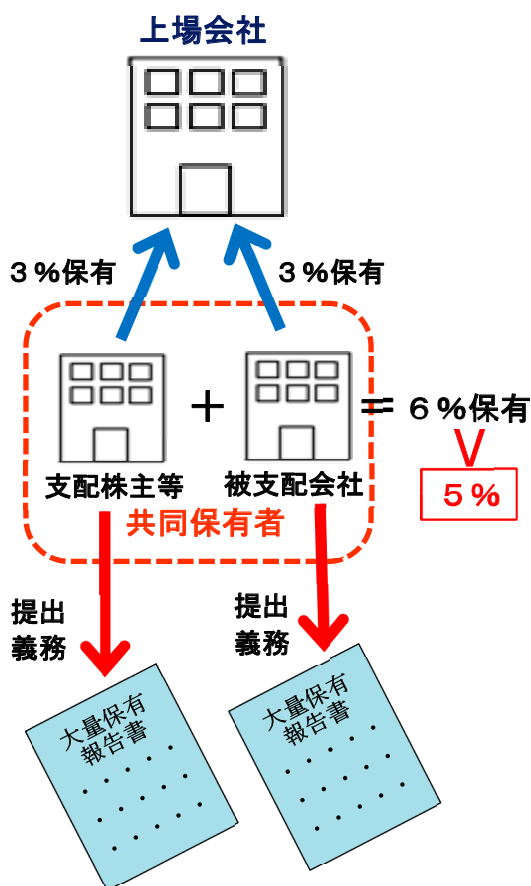 上場会社
3%保有
3%保有
+
= 6%保有
支配株主等
被支配会社
5%
共同保有者
提出
義務
提出
義務
大量保有
報告書
大量保有
報告書